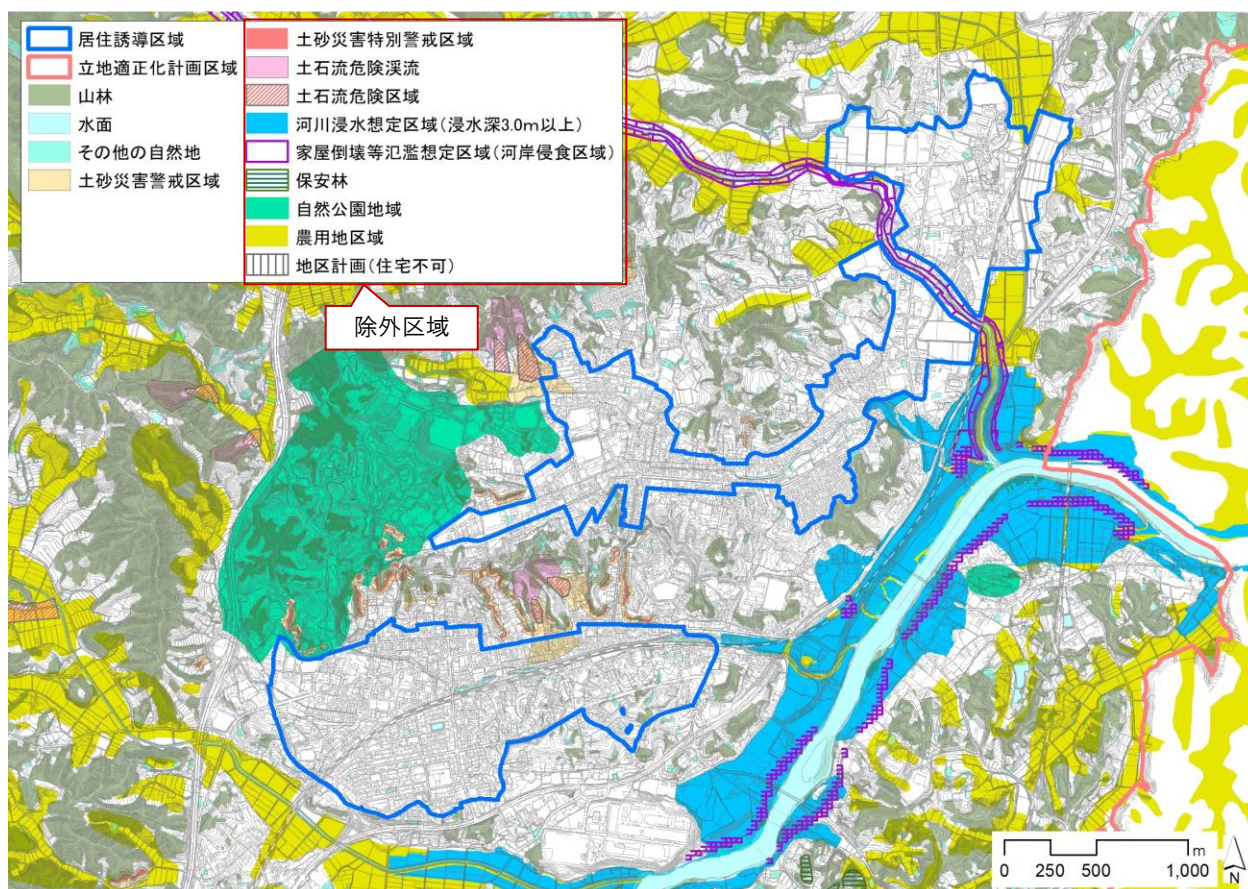 居住誘導区域
立地適正化計画区域
山林
水面
その他の自然地
土砂災害警戒区域
土砂災害特別警戒区域
土石流危険渓流
土石流危険区域
河川浸水想定区域(浸水深3.0m以上)
家屋倒壊等氾濫想定区域(河岸侵食区域)
保安林
自然公園地域
農用地区域
地区計画(住宅不可)
除外区域
m
0 250 500 1,000
N